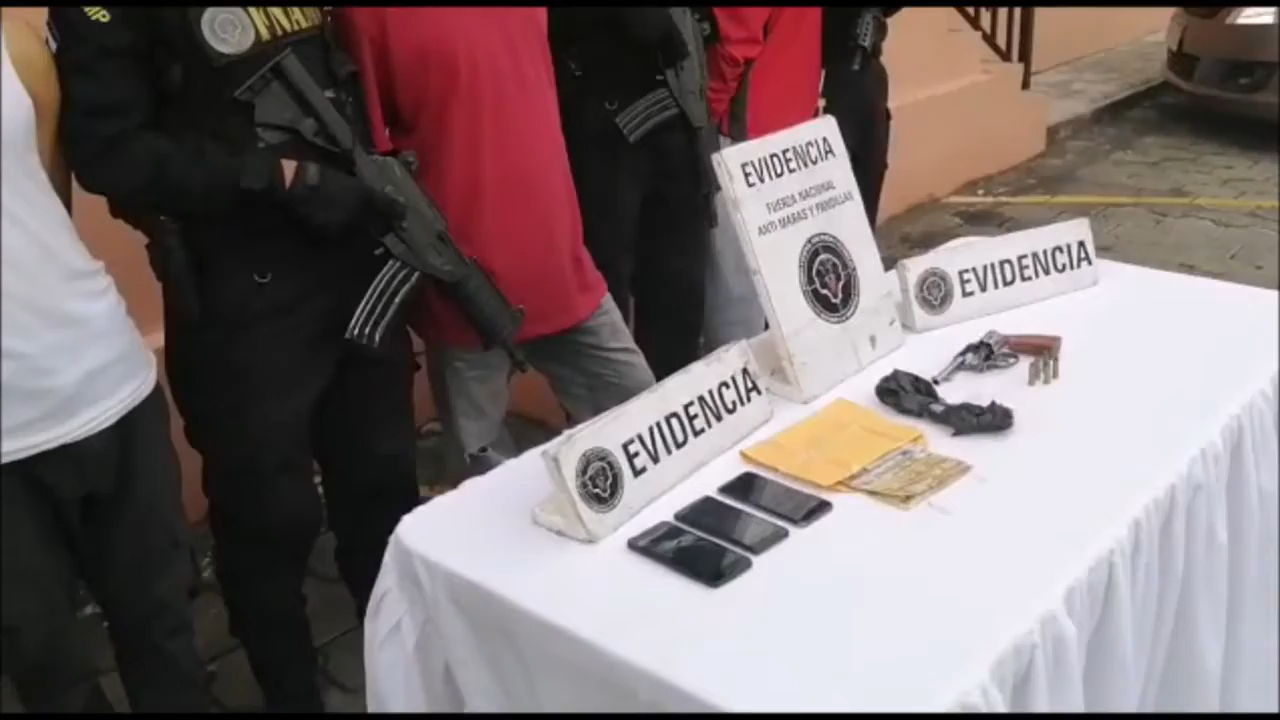 FNAMP
EVIDENCIA
FUERZA NACIONAL
ANTI MARAS Y PANDILLAS
EVIDENCIA
EVIDENCIA